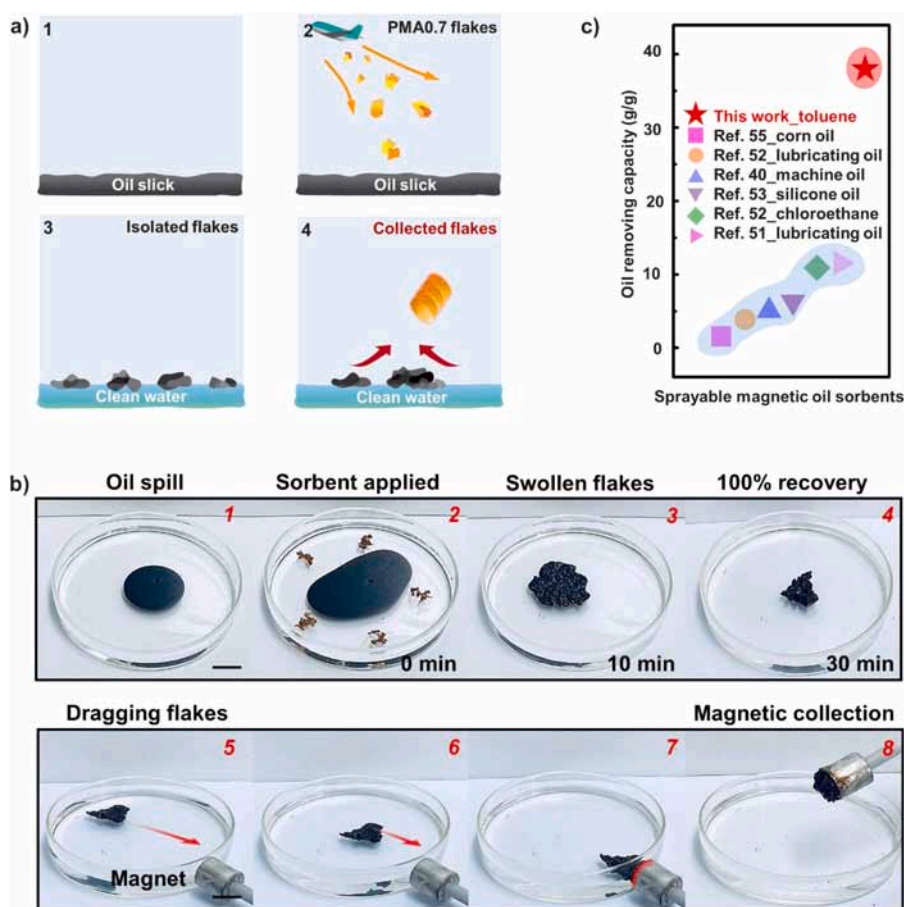 a)
1
Oil slick
2
PMA0.7 flakes
Oil slick
3
Isolated flakes
Clean water
4
Collected flakes
Clean water
c)
Oil removing capacity (g/g)
40
30
20
10
0
This work_toluene
Ref. 55_corn oil
Ref. 52_lubricating oil
Ref. 40_machine oil
Ref. 53_silicone oil
Ref. 52_chloroethane
Ref. 51_lubricating oil
Sprayable magnetic oil sorbents
b)
Oil spill
Sorbent applied
Swollen flakes
100% recovery
1
2
3
4
0 min
10 min
30 min
Dragging flakes
Magnetic collection
5
6
7
8
Magnet